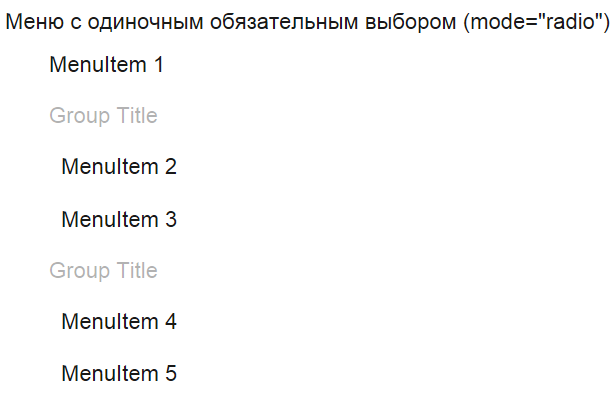 Меню с одиночным обязательным выбором (mode="radio")
MenuItem 1
Group Title
MenuItem 2
MenuItem 3
Group Title
MenuItem 4
MenuItem 5